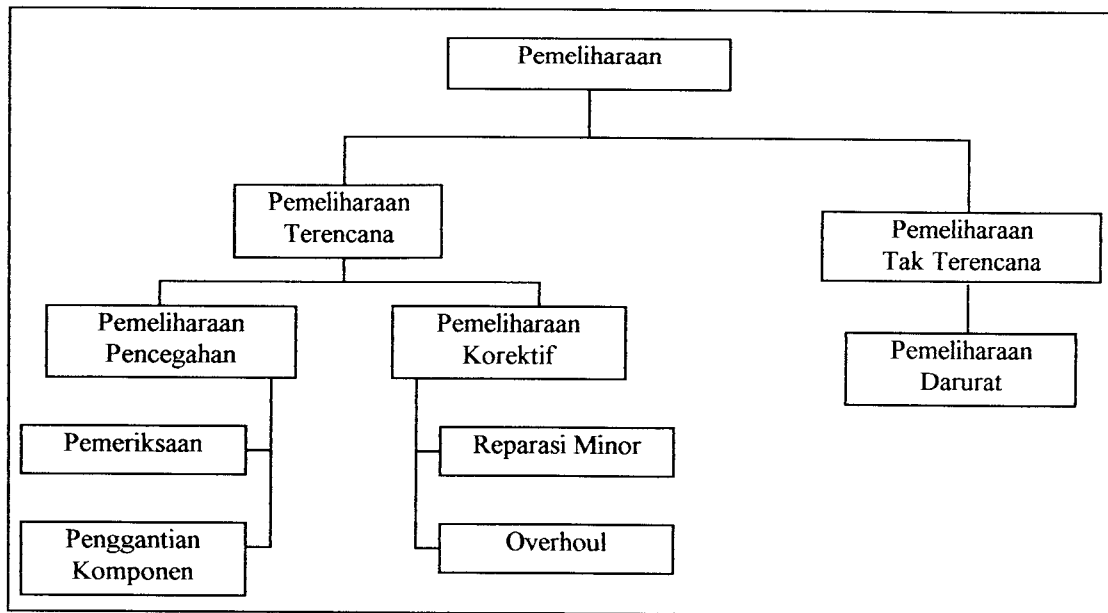 Pemeliharaan
Pemeliharaan
Terencana
Pemeliharaan
Tak Terencana
Pemeliharaan
Pencegahan
Pemeliharaan
Korektif
Pemeliharaan
Darurat
Pemeriksaan
Reparasi Minor
Penggantian
Komponen
Overhoul